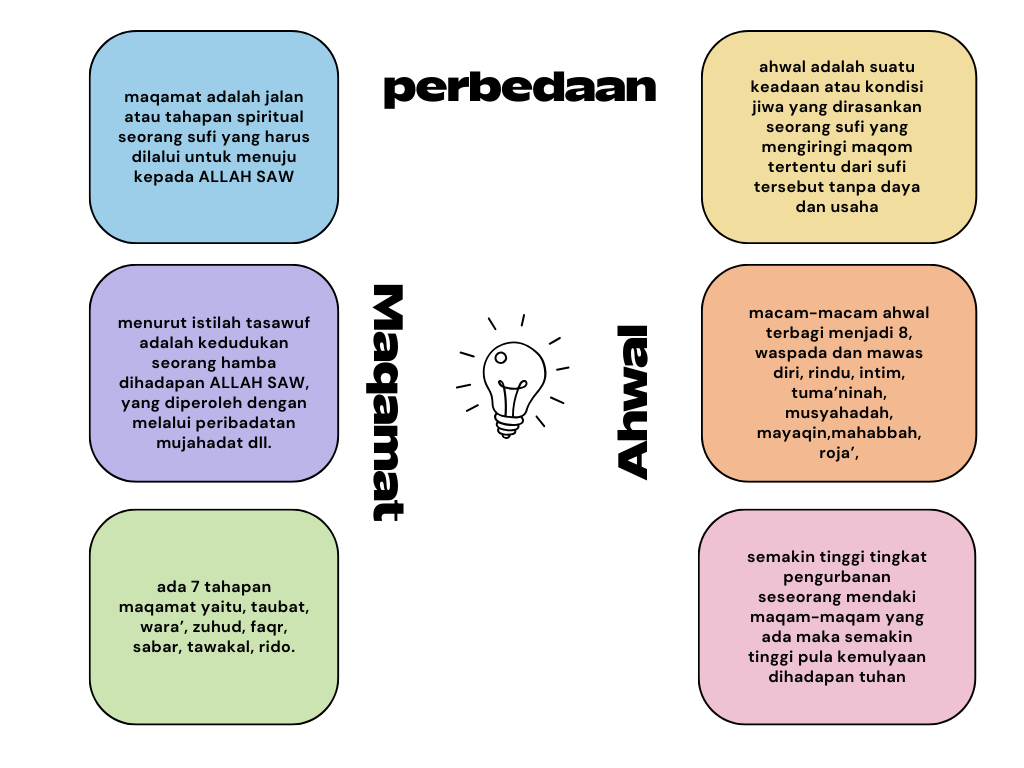 perbedaan
maqamat adalah jalan
atau tahapan spiritual
seorang sufi yang harus
dilalui untuk menuju
kepada ALLAH SAW
menurut istilah tasawuf
adalah kedudukan
seorang hamba
dihadapan ALLAH SAW,
yang diperoleh dengan
melalui peribadatan
mujahadat dll.
ada 7 tahapan
maqamat yaitu, taubat,
wara’, zuhud, faqr,
sabar, tawakal, rido.
Maqamat
Ahwal
ahwal adalah suatu
keadaan atau kondisi
jiwa yang dirasankan
seorang sufi yang
mengiringi maqom
tertentu dari sufi
tersebut tanpa daya
dan usaha
macam-macam ahwal
terbagi menjadi 8,
waspada dan mawas
diri, rindu, intim,
tuma’ninah,
musyahadah,
mayaqin,mahabbah,
roja’,
semakin tinggi tingkat
pengurbanan
seseorang mendaki
maqam-maqam yang
ada maka semakin
tinggi pula kemulyaan
dihadapan tuhan